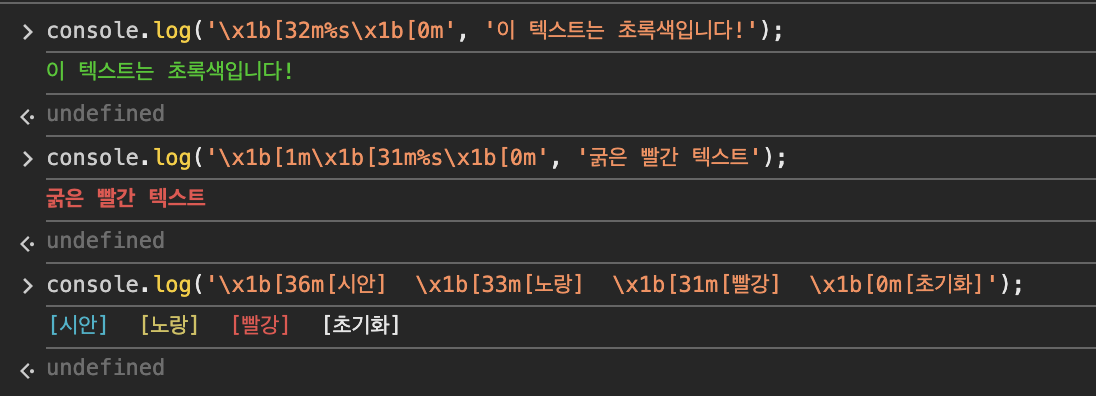 > console.log('\x1b[32m%s\x1b[0m', '이 텍스트는 초록색입니다!');
이 텍스트는 초록색입니다!
undefined
> console.log('\x1b[1m\x1b[31m%s\x1b[0m', '굵은 빨간 텍스트');
굵은 빨간 텍스트
undefined
> console.log('\x1b[36m[시안]  \x1b[33m[노랑]  \x1b[31m[빨강]  \x1b[0m[초기화]');
[시안]  [노랑]  [빨강]  [초기화]
undefined